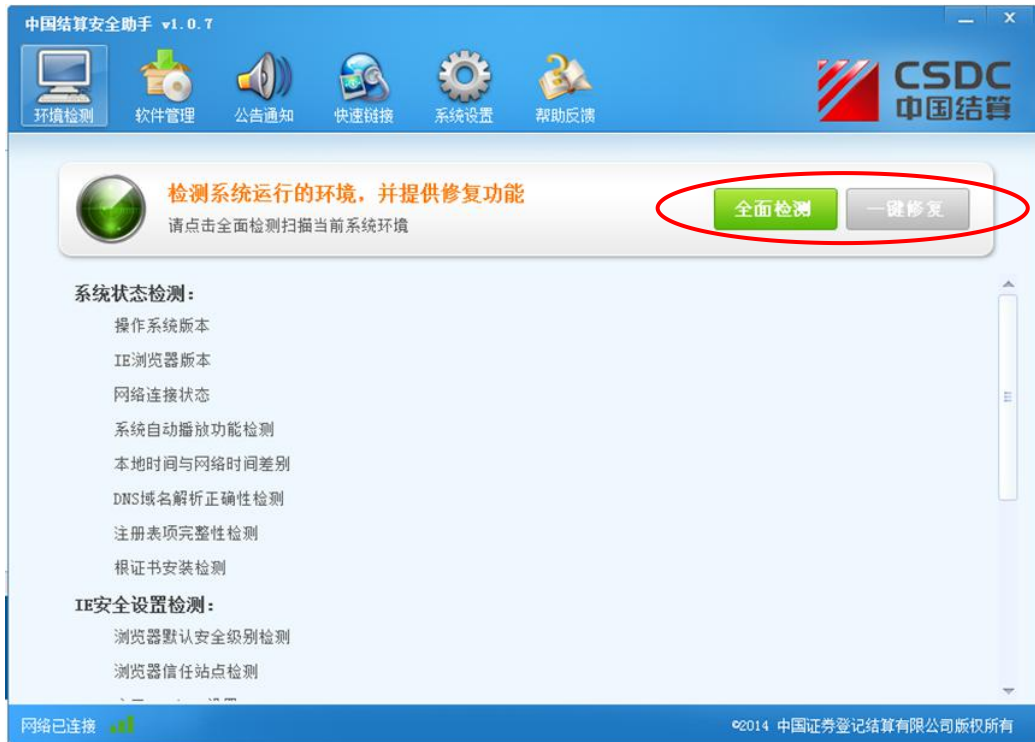 中国结算安全助手 v1.0.7
环境检测 软件管理 公告通知 快速链接 系统设置 帮助反馈
CSDC
中国结算
检测系统运行的环境，并提供修复功能
请点击全面检测扫描当前系统环境
全面检测 一键修复
系统状态检测：
操作系统版本
IE浏览器版本
网络连接状态
系统自动播放功能检测
本地时间与网络时间差别
DNS域名解析正确性检测
注册表项完整性检测
根证书安装检测
IE安全设置检测：
浏览器默认安全级别检测
浏览器信任站点检测
网络已连接
©2014 中国证券登记结算有限公司版权所有